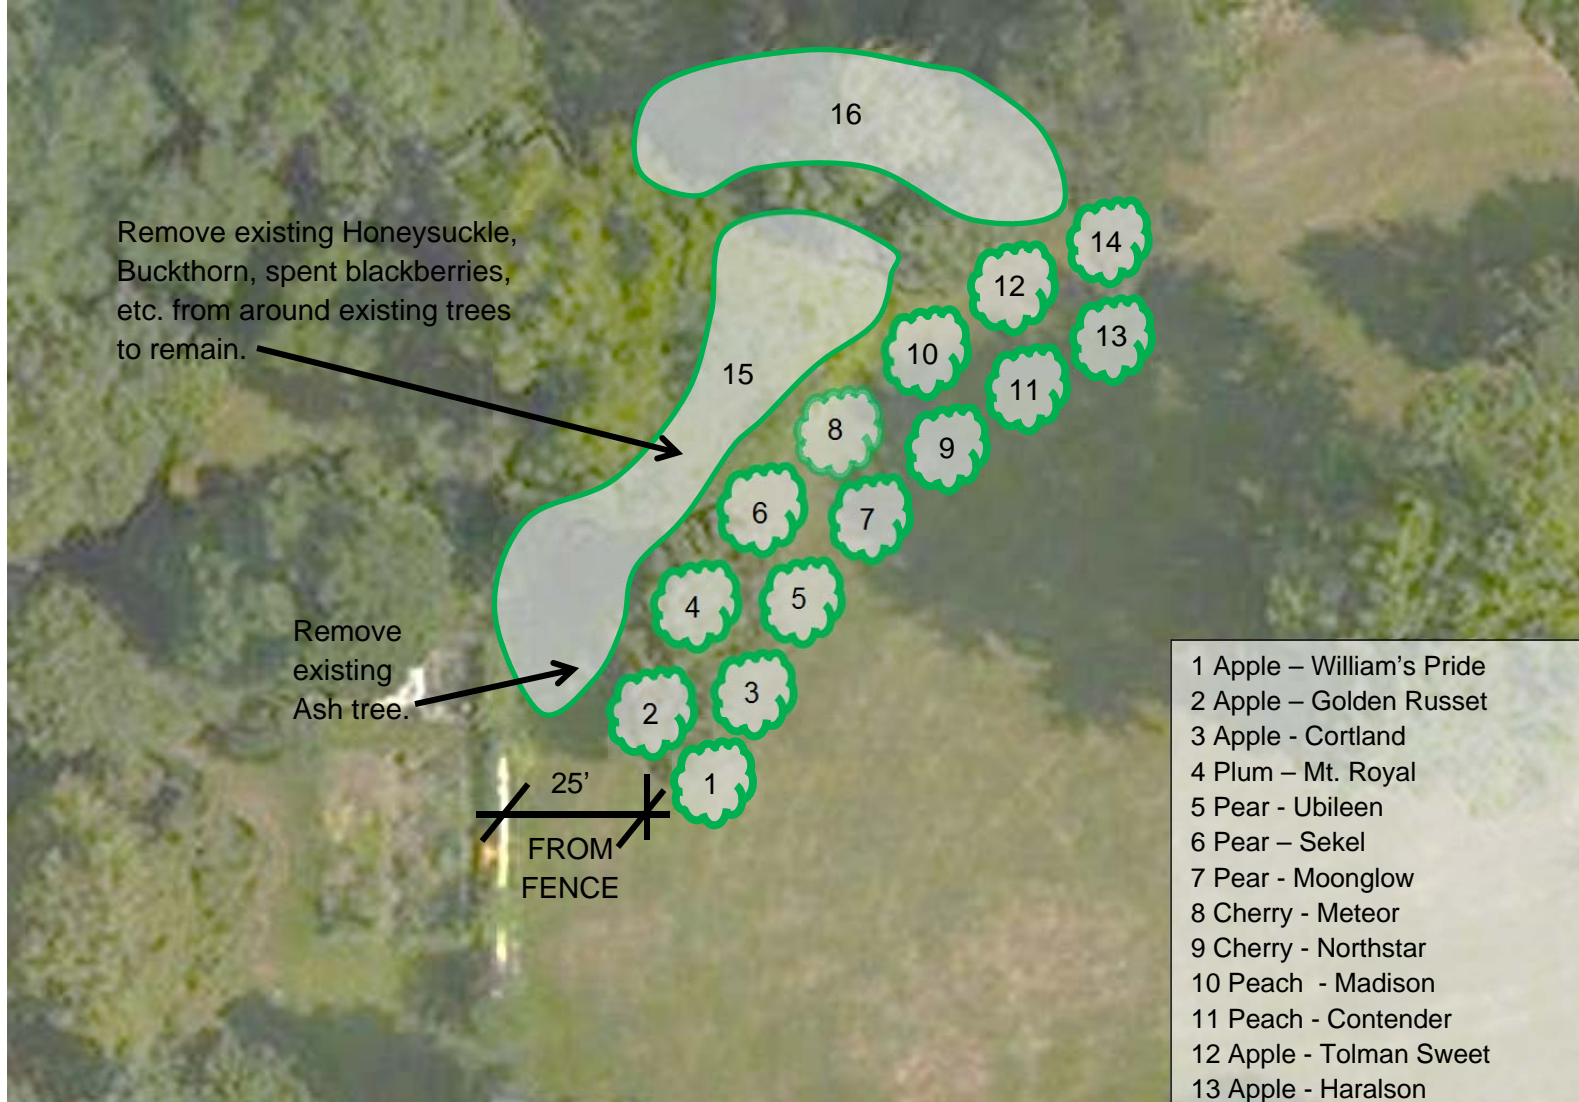 16
14
Remove existing Honeysuckle,
Buckthorn, spent blackberries,
etc. from around existing trees
to remain.
12
13
10
15
11
8
9
6
7
5
4
Remove
existing
Ash tree.
3
2
1
25’
FROM
FENCE
1 Apple – William’s Pride
2 Apple – Golden Russet
3 Apple - Cortland
4 Plum – Mt. Royal
5 Pear - Ubileen
6 Pear – Sekel
7 Pear - Moonglow
8 Cherry - Meteor
9 Cherry - Northstar
10 Peach - Madison
11 Peach - Contender
12 Apple - Tolman Sweet
13 Apple - Haralson